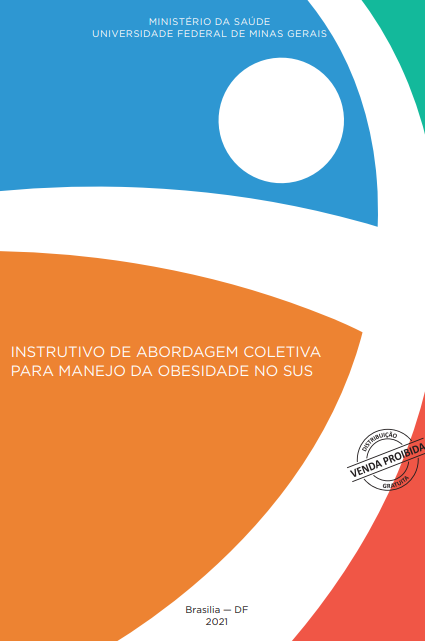 MINISTÉRIO DA SAÚDE
UNIVERSIDADE FEDERAL DE MINAS GERAIS
INSTRUTIVO DE ABORDAGEM COLETIVA
PARA MANEJO DA OBESIDADE NO SUS
DISTRIBUIÇÃO
VENDA PROIBIDA
GRATUITA
Brasilia — DF
2021